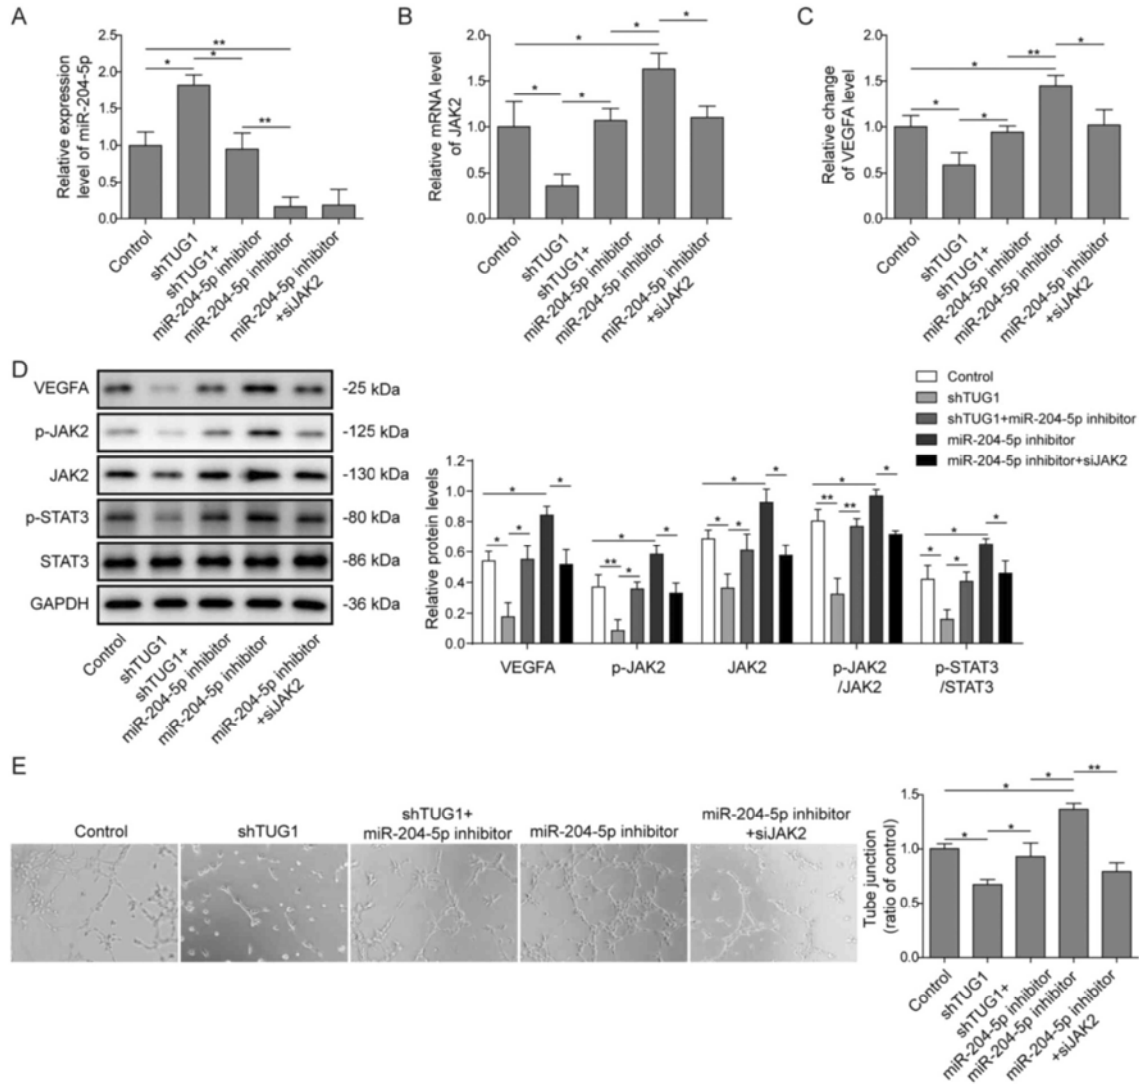 A
Relative expression
level of miR-204-5p
2.5
2.0
1.5
1.0
0.5
0.0
*
**
*
**
Control
shTUG1
shTUG1+
miR-204-5p inhibitor
miR-204-5p inhibitor
miR-204-5p inhibitor
+siJAK2
B
Relative mRNA level
of JAK2
2.0
1.5
1.0
0.5
0.0
*
*
*
*
*
Control
shTUG1
shTUG1+
miR-204-5p inhibitor
miR-204-5p inhibitor
miR-204-5p inhibitor
+siJAK2
C
Relative change
of VEGFA level
2.0
1.5
1.0
0.5
0.0
*
**
*
*
*
Control
shTUG1
shTUG1+
miR-204-5p inhibitor
miR-204-5p inhibitor
miR-204-5p inhibitor
+siJAK2
D
VEGFA
-25 kDa
p-JAK2
-125 kDa
JAK2
-130 kDa
p-STAT3
-80 kDa
STAT3
-86 kDa
GAPDH
-36 kDa
Control
shTUG1
shTUG1+
miR-204-5p inhibitor
miR-204-5p inhibitor
miR-204-5p inhibitor
+siJAK2
Control
shTUG1
shTUG1+miR-204-5p inhibitor
miR-204-5p inhibitor
miR-204-5p inhibitor+siJAK2
Relative protein levels
1.2
1.0
0.8
0.6
0.4
0.2
0.0
* * * *
** * * *
* * * *
** ** * *
* * * *
VEGFA
p-JAK2
JAK2
p-JAK2
/JAK2
p-STAT3
/STAT3
E
Control
shTUG1
shTUG1+
miR-204-5p inhibitor
miR-204-5p inhibitor
miR-204-5p inhibitor
+siJAK2
Tube junction
(ratio of control)
1.5
1.0
0.5
0.0
**
*
*
*
*
Control
shTUG1
shTUG1+
miR-204-5p inhibitor
miR-204-5p inhibitor
miR-204-5p inhibitor
+siJAK2